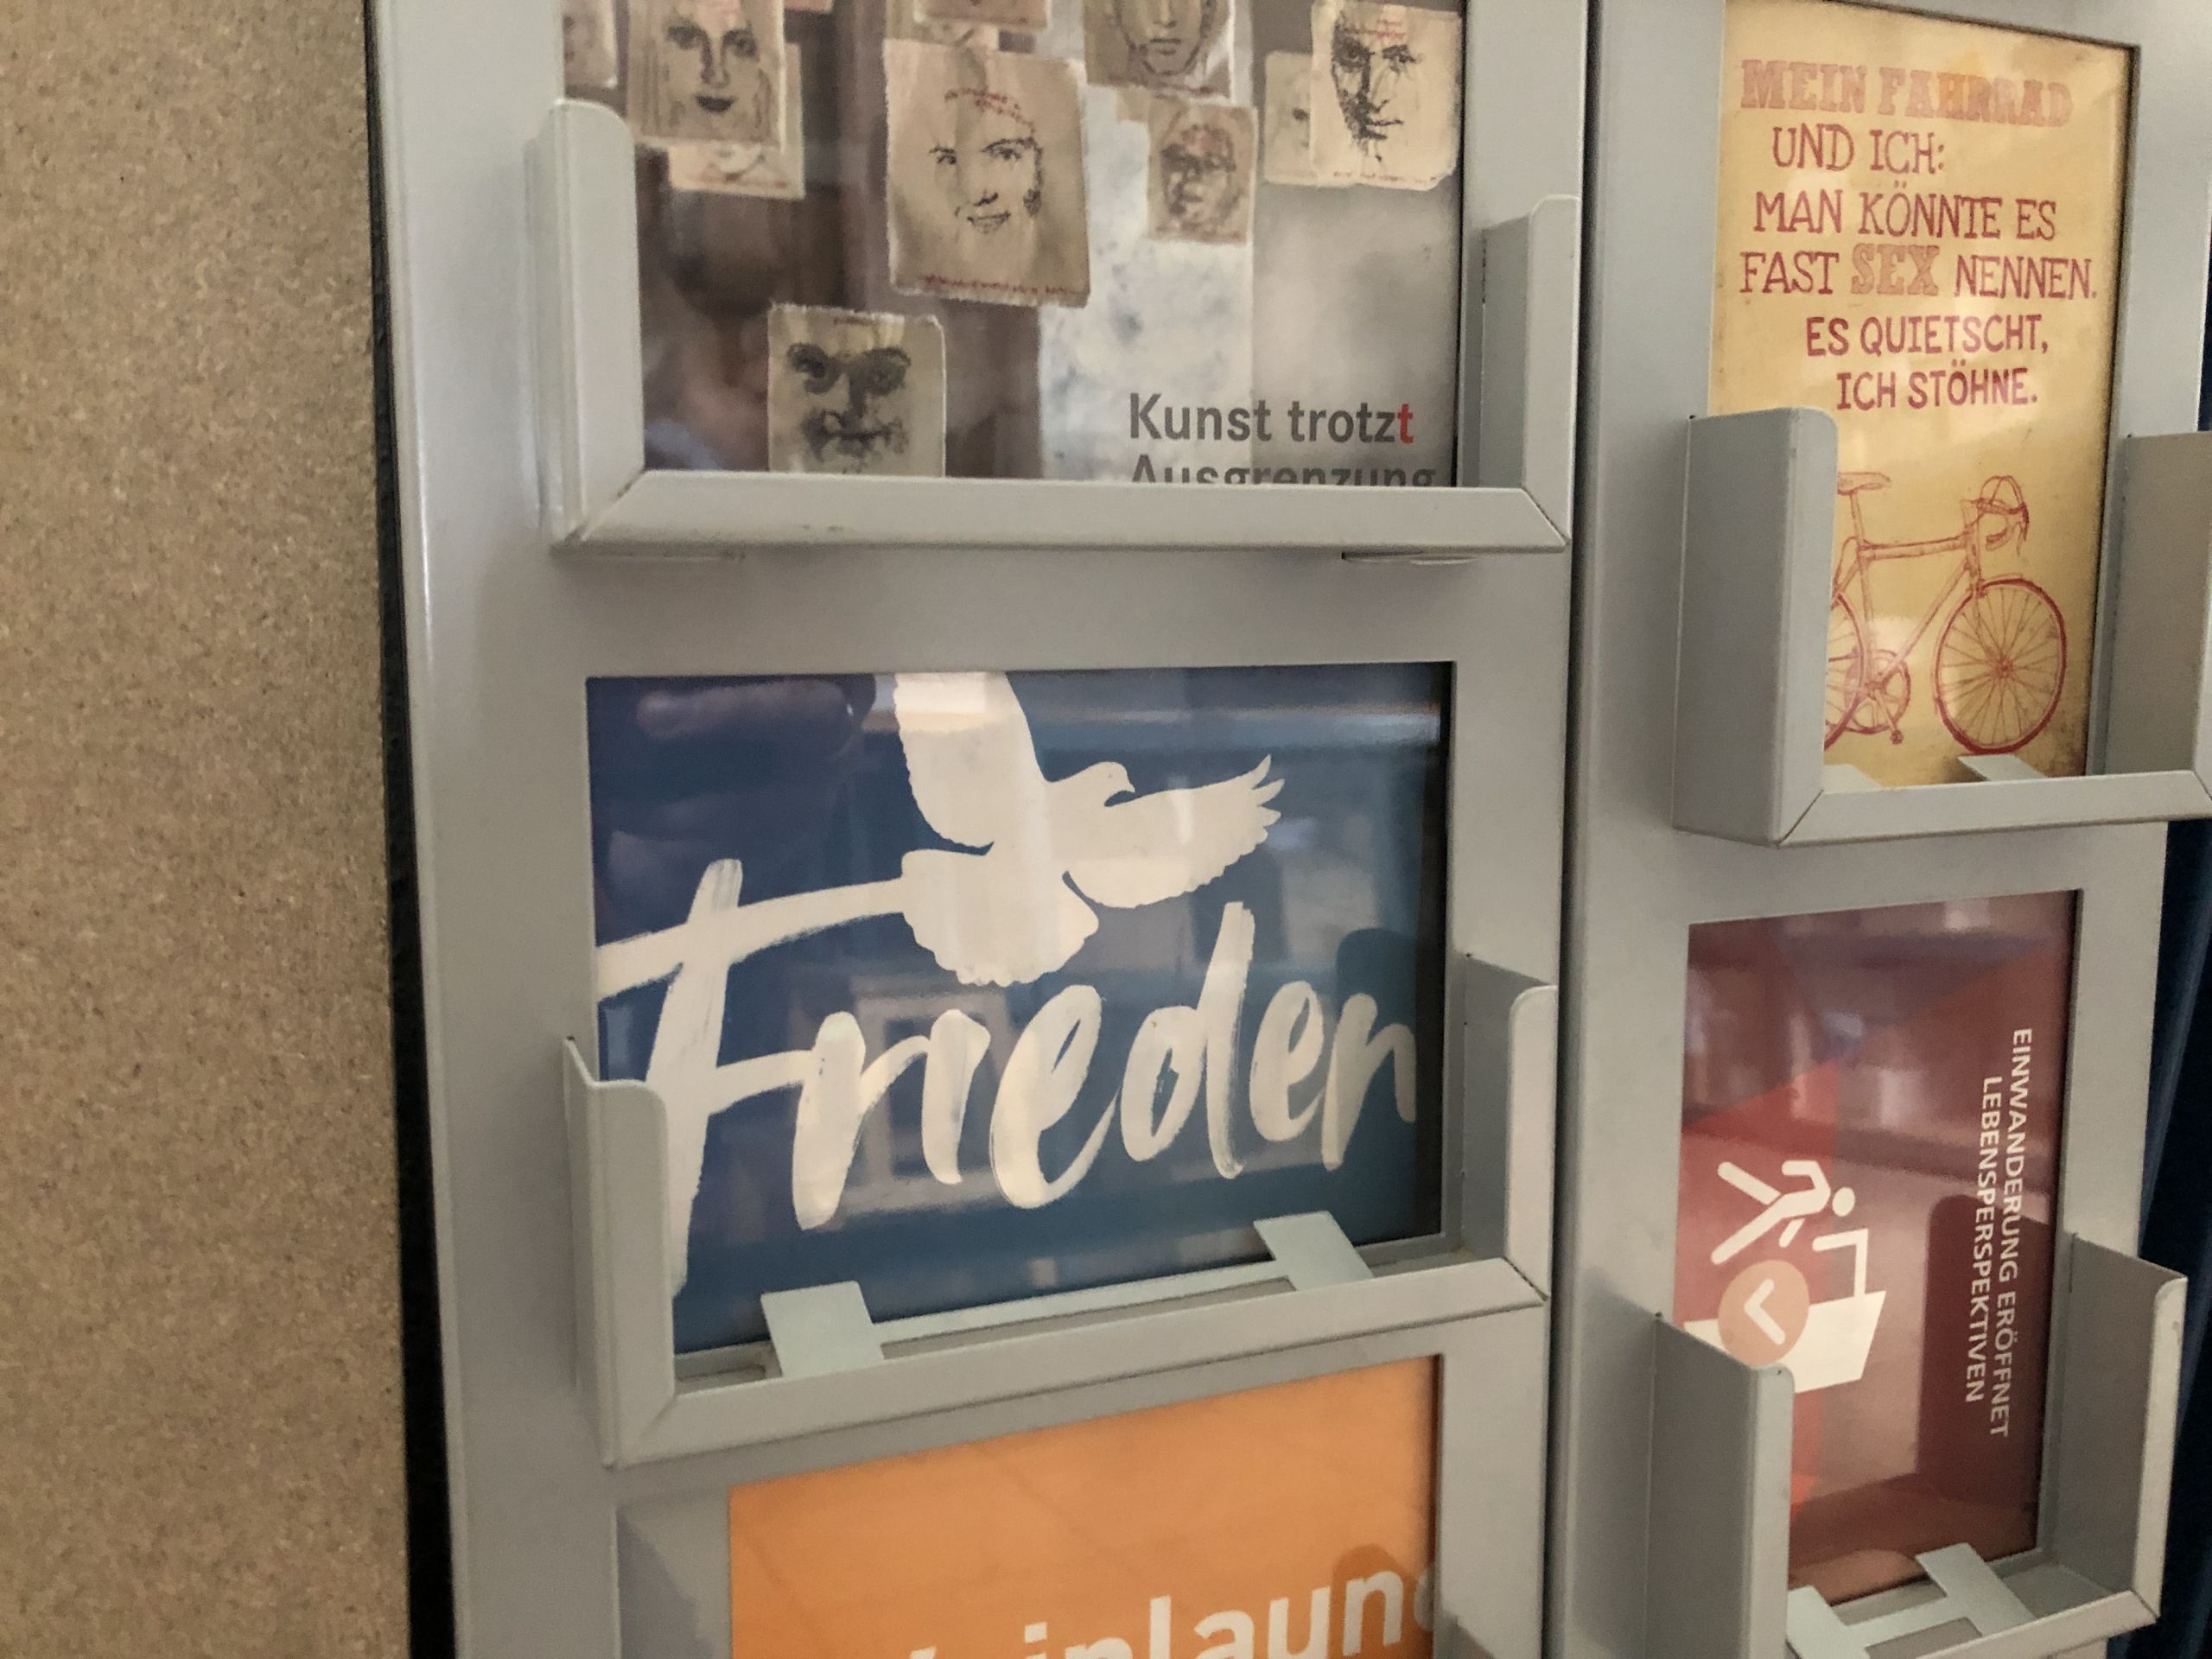 Kunst trotzt
Ausgrenzung
MEIN FAHRRAD
UND ICH:
MAN KÖNNTE ES
FAST SEX NENNEN.
ES QUIETSCHT,
ICH STÖHNE.
Frieden
EINWANDERUNG ERÖFFNET
LEBENSPERSPEKTIVEN